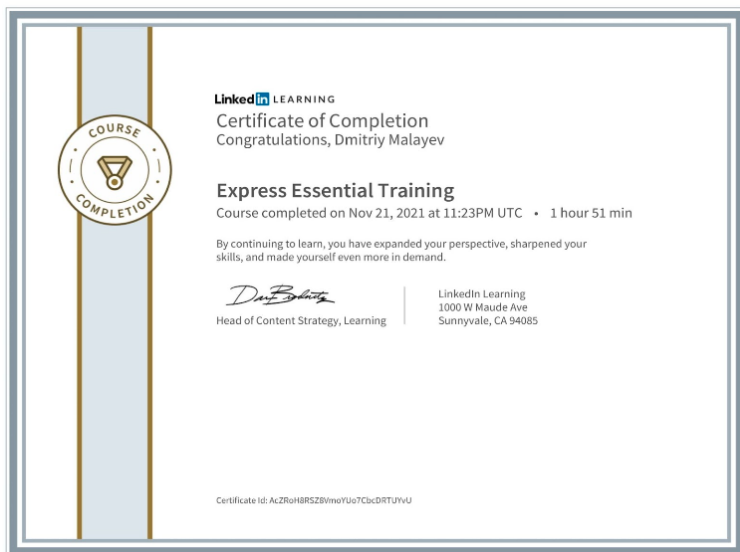 COURSE
COMPLETION
Linked in LEARNING
Certificate of Completion
Congratulations, Dmitriy Malayev
Express Essential Training
Course completed on Nov 21, 2021 at 11:23PM UTC • 1 hour 51 min
By continuing to learn, you have expanded your perspective, sharpened your
skills, and made yourself even more in demand.
Head of Content Strategy, Learning
LinkedIn Learning
1000 W Maude Ave
Sunnyvale, CA 94085
Certificate Id: AcZRoH8RSZ8VmoYUo7CbcDRTUYvU